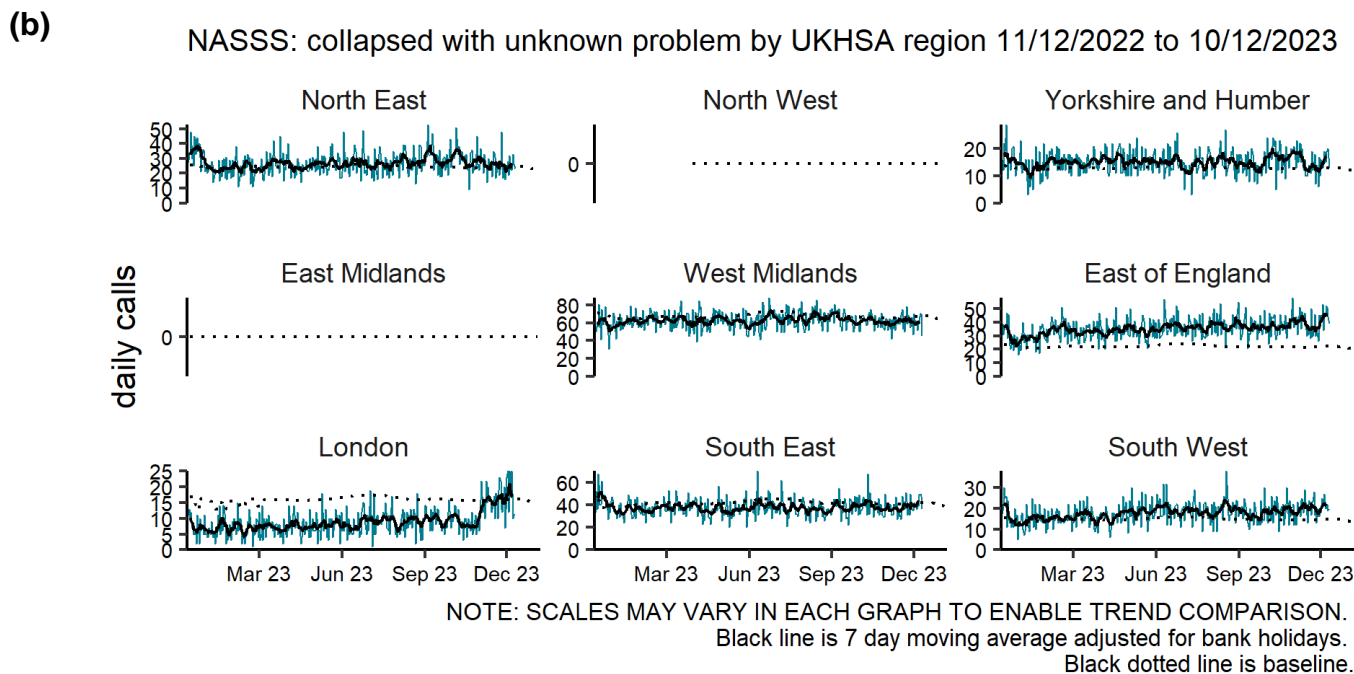 (b)
NASSS: collapsed with unknown problem by UKHSA region 11/12/2022 to 10/12/2023
North East
North West
Yorkshire and Humber
50
40
30
20
10
0
0
20
10
0
daily calls
East Midlands
West Midlands
East of England
0
80
60
40
20
0
50
40
30
20
10
0
London
South East
South West
25
20
15
10
5
0
60
40
20
0
30
20
10
0
Mar 23 Jun 23 Sep 23 Dec 23
Mar 23 Jun 23 Sep 23 Dec 23
Mar 23 Jun 23 Sep 23 Dec 23
NOTE: SCALES MAY VARY IN EACH GRAPH TO ENABLE TREND COMPARISON.
Black line is 7 day moving average adjusted for bank holidays.
Black dotted line is baseline.